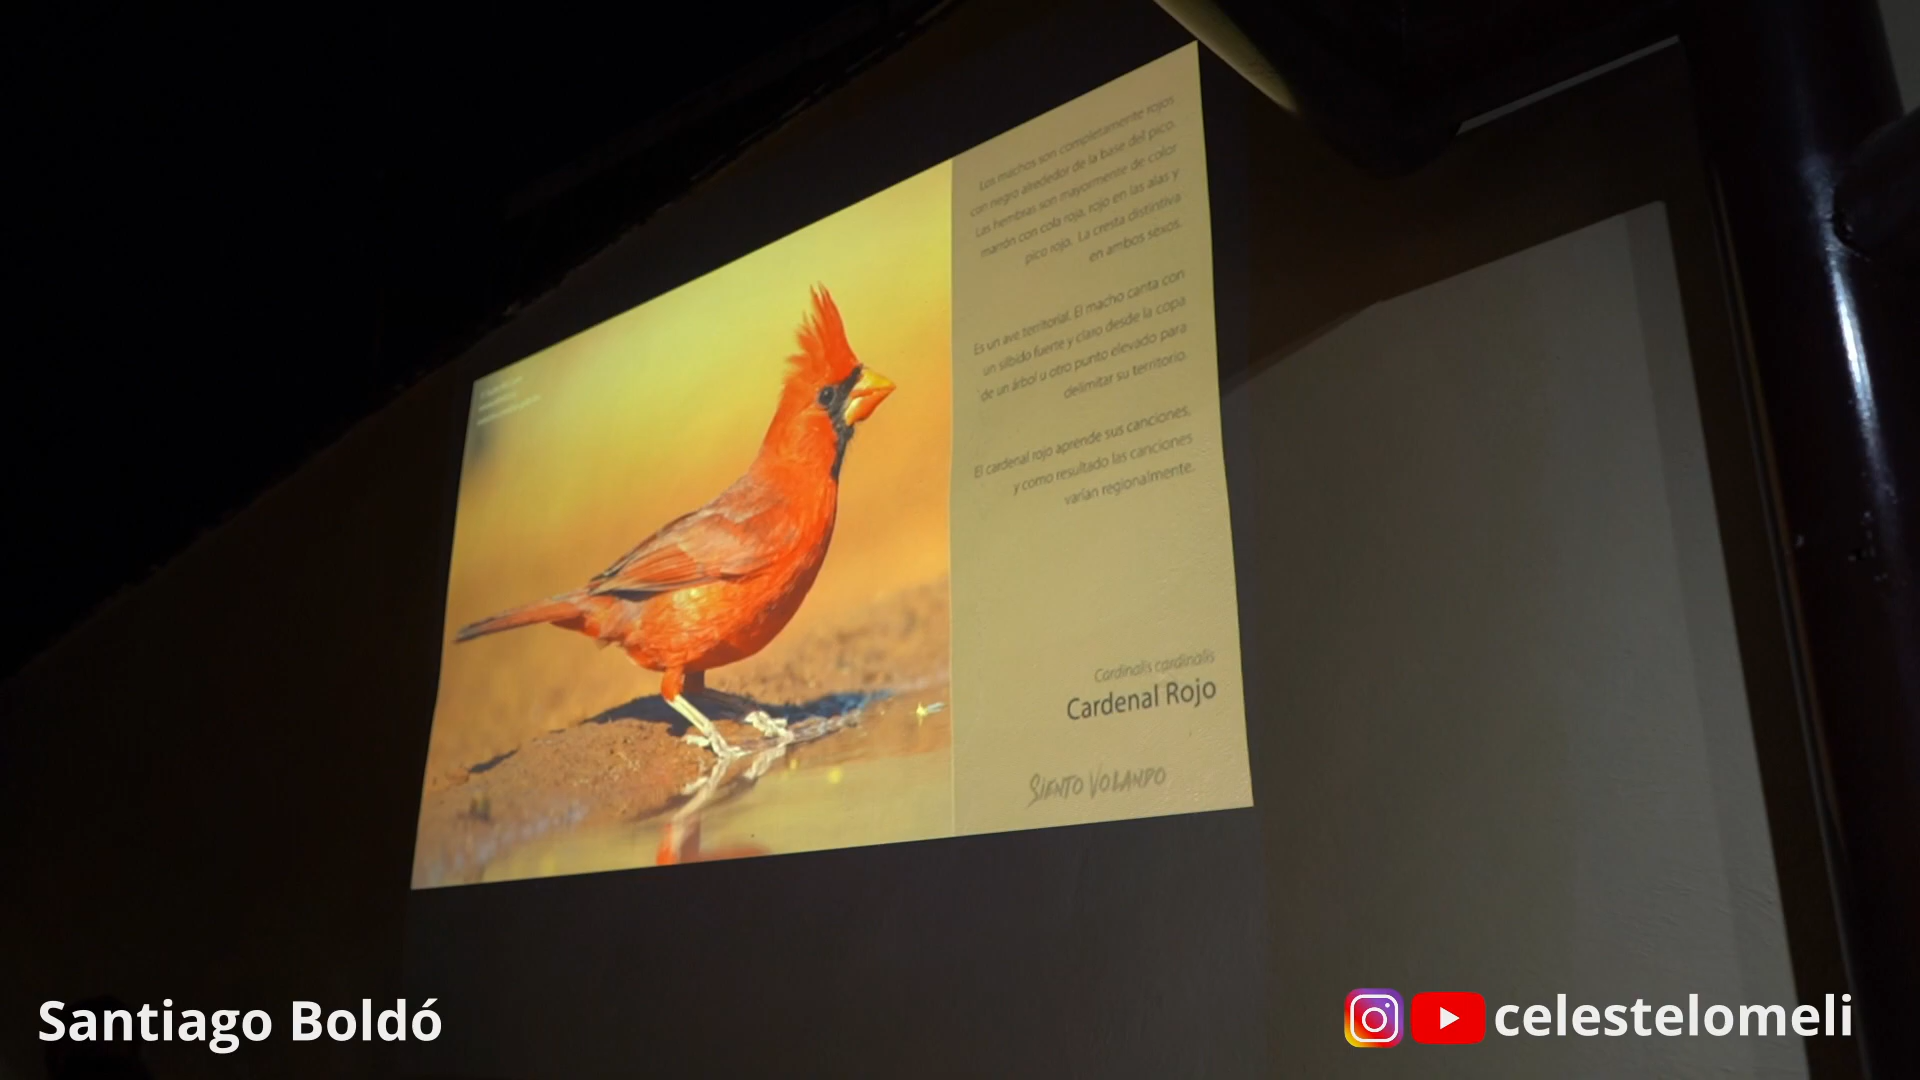 Los machos son completamente rojos
con negro alrededor de la base del pico.
Las hembras son mayormente de color
marrón con cola roja, rojo en las alas y
pico rojo. La cresta distintiva
en ambos sexos.
Es un ave territorial. El macho canta con
un silbido fuerte y claro desde la copa
de un árbol u otro punto elevado para
delimitar su territorio.
El cardenal rojo aprende sus canciones,
y como resultado las canciones
varían regionalmente.
Cardinalis cardinalis
Cardenal Rojo
SIENTO VOLANDO
Santiago Boldó
celestelomeli